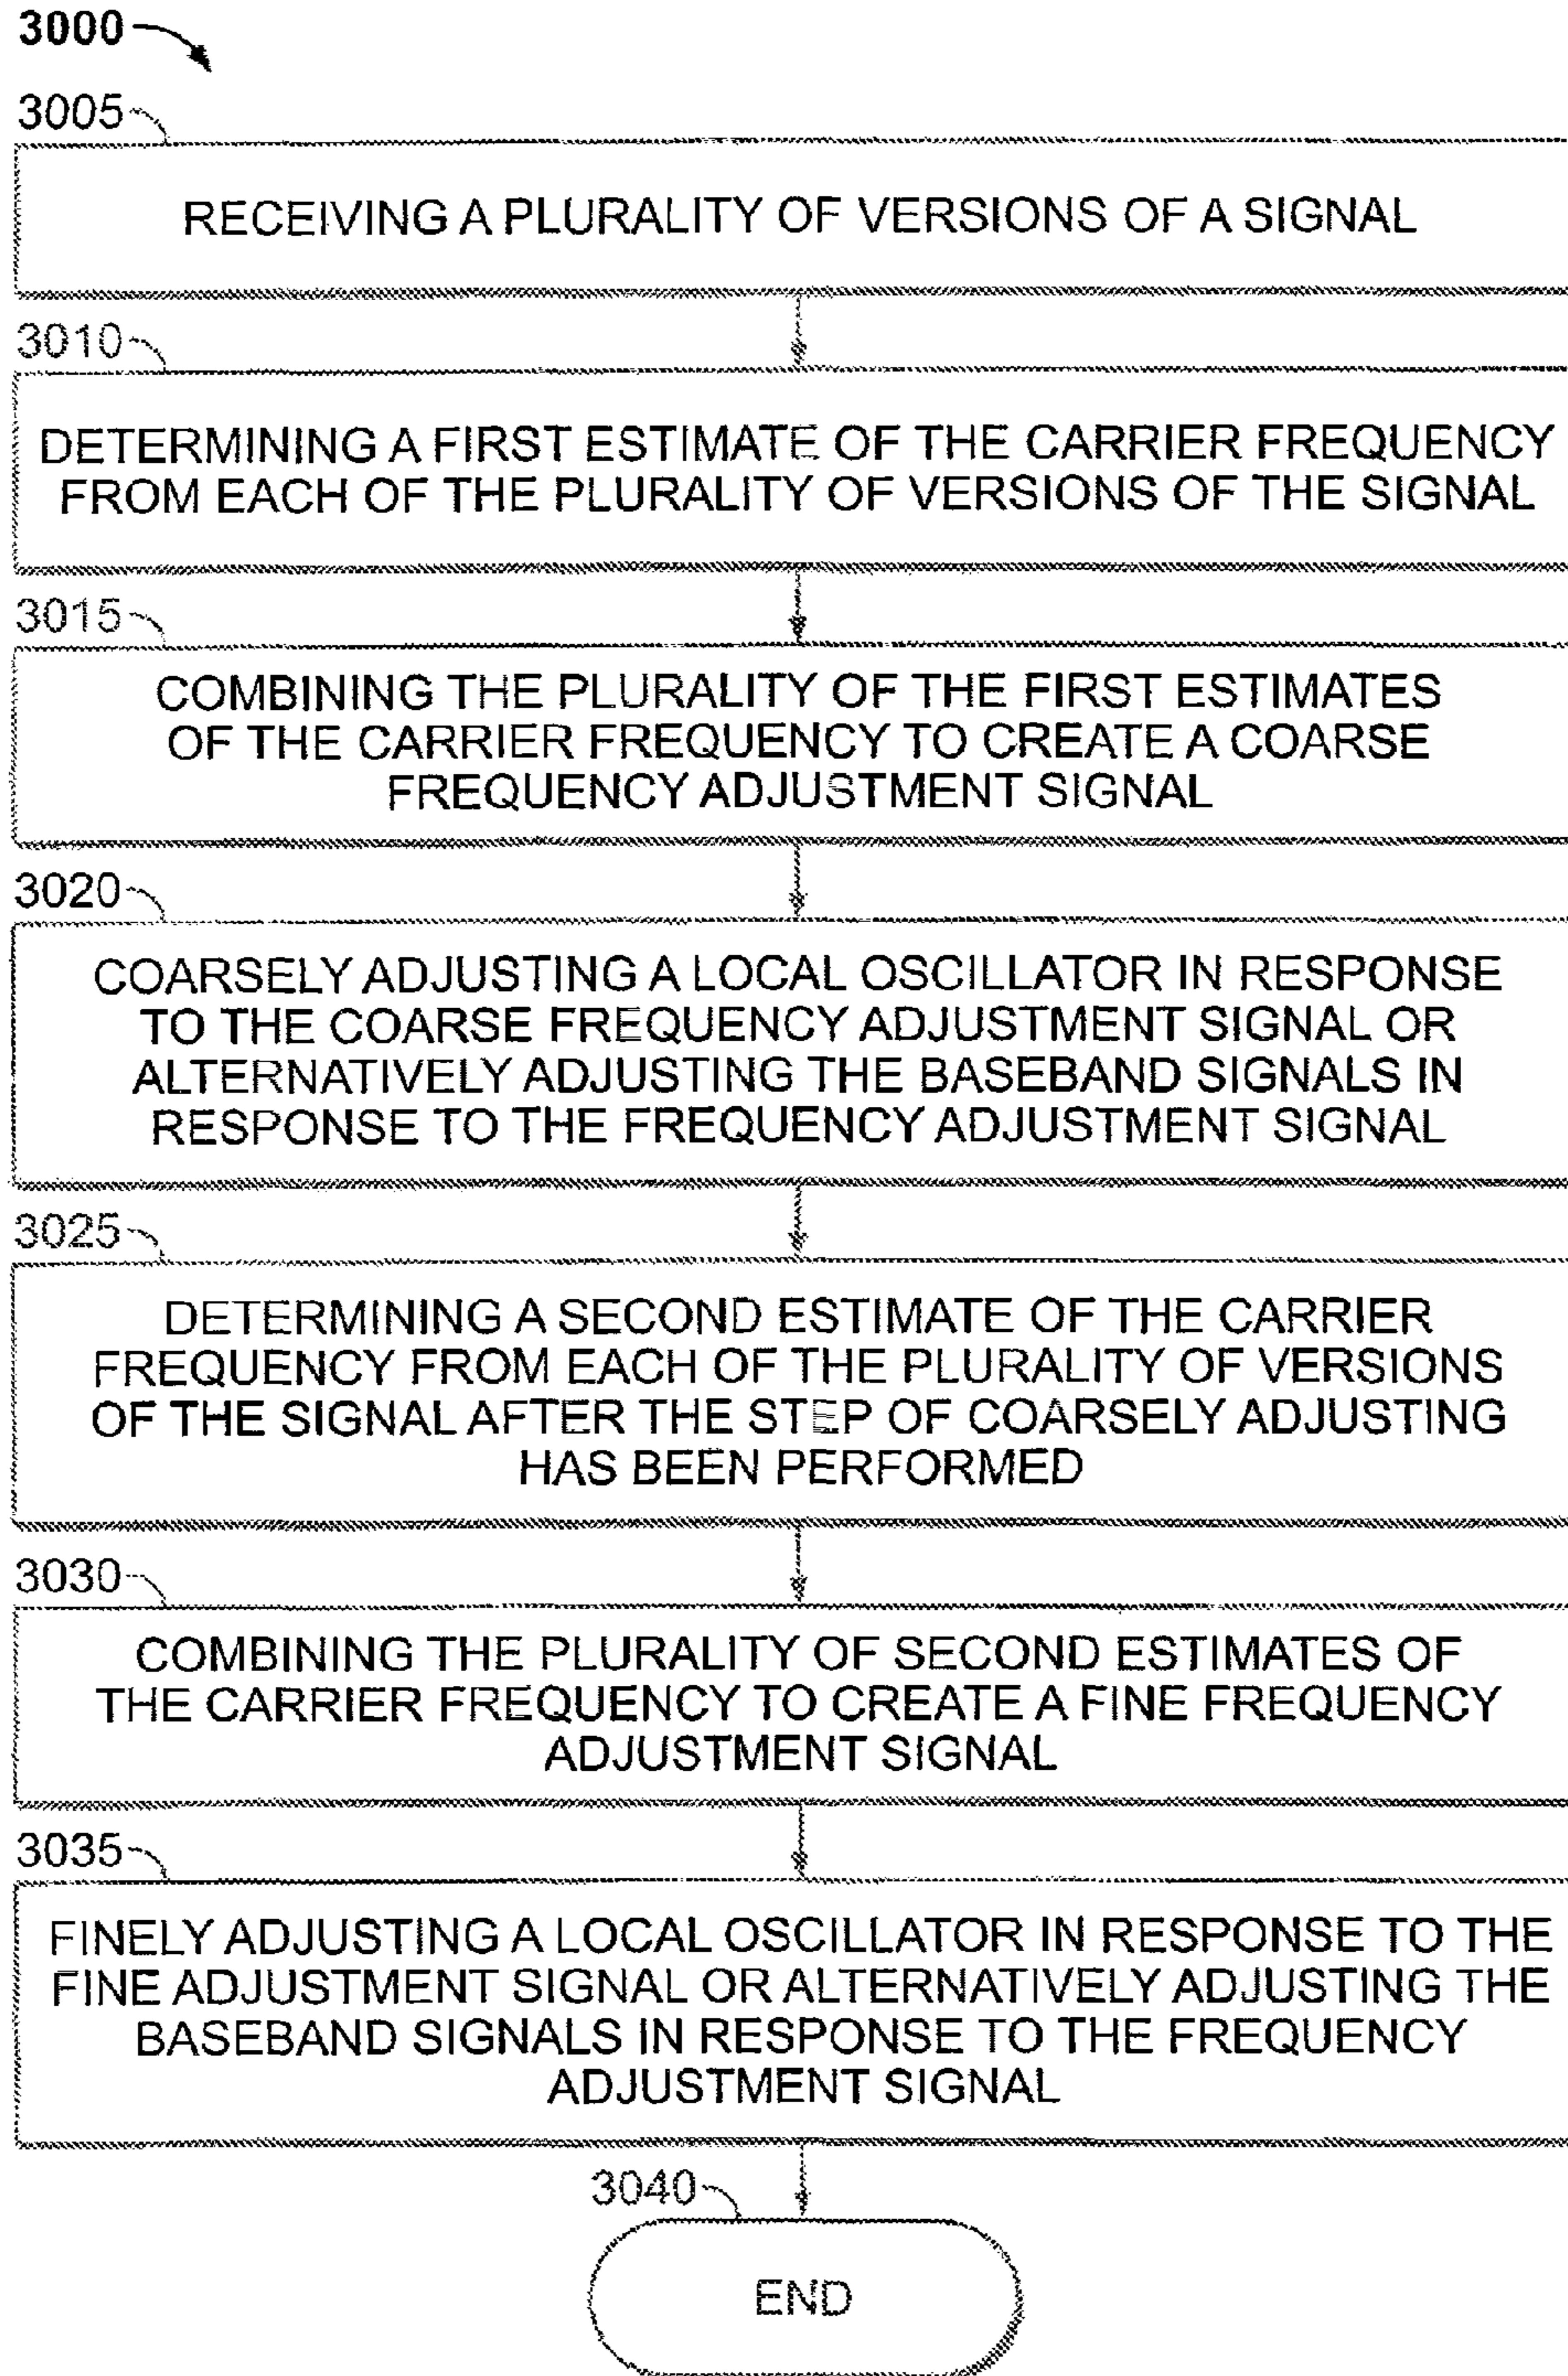 3000
3005
RECEIVING A PLURALITY OF VERSIONS OF A SIGNAL
3010
DETERMINING A FIRST ESTIMATE OF THE CARRIER FREQUENCY
FROM EACH OF THE PLURALITY OF VERSIONS OF THE SIGNAL
3015
COMBINING THE PLURALITY OF THE FIRST ESTIMATES
OF THE CARRIER FREQUENCY TO CREATE A COARSE
FREQUENCY ADJUSTMENT SIGNAL
3020
COARSELY ADJUSTING A LOCAL OSCILLATOR IN RESPONSE
TO THE COARSE FREQUENCY ADJUSTMENT SIGNAL OR
ALTERNATIVELY ADJUSTING THE BASEBAND SIGNALS IN
RESPONSE TO THE FREQUENCY ADJUSTMENT SIGNAL
3025
DETERMINING A SECOND ESTIMATE OF THE CARRIER
FREQUENCY FROM EACH OF THE PLURALITY OF VERSIONS
OF THE SIGNAL AFTER THE STEP OF COARSELY ADJUSTING
HAS BEEN PERFORMED
3030
COMBINING THE PLURALITY OF SECOND ESTIMATES OF
THE CARRIER FREQUENCY TO CREATE A FINE FREQUENCY
ADJUSTMENT SIGNAL
3035
FINELY ADJUSTING A LOCAL OSCILLATOR IN RESPONSE TO THE
FINE ADJUSTMENT SIGNAL OR ALTERNATIVELY ADJUSTING THE
BASEBAND SIGNALS IN RESPONSE TO THE FREQUENCY
ADJUSTMENT SIGNAL
3040
END